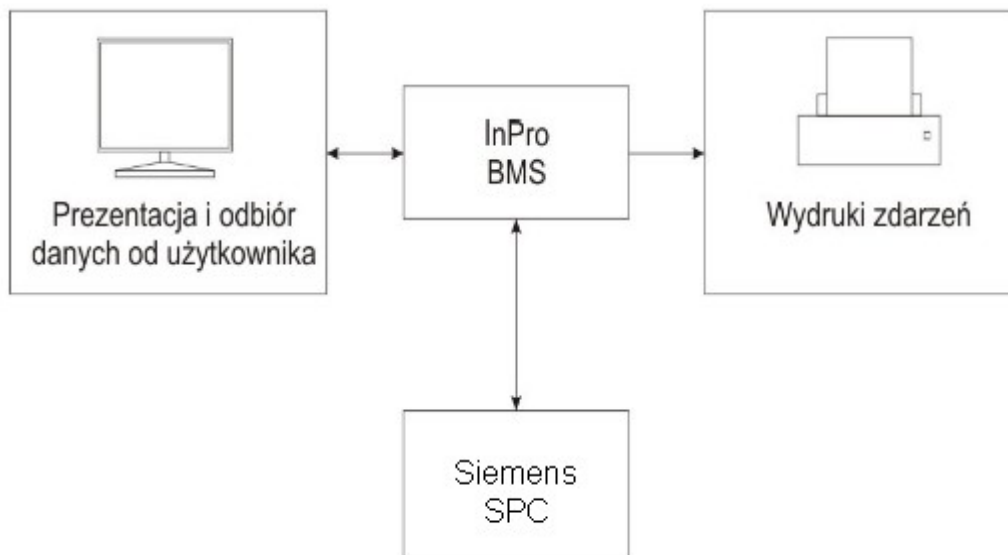 InPro
BMS
Prezentacja i odbiór
danych od użytkownika
Wydruki zdarzeń
Siemens
SPC